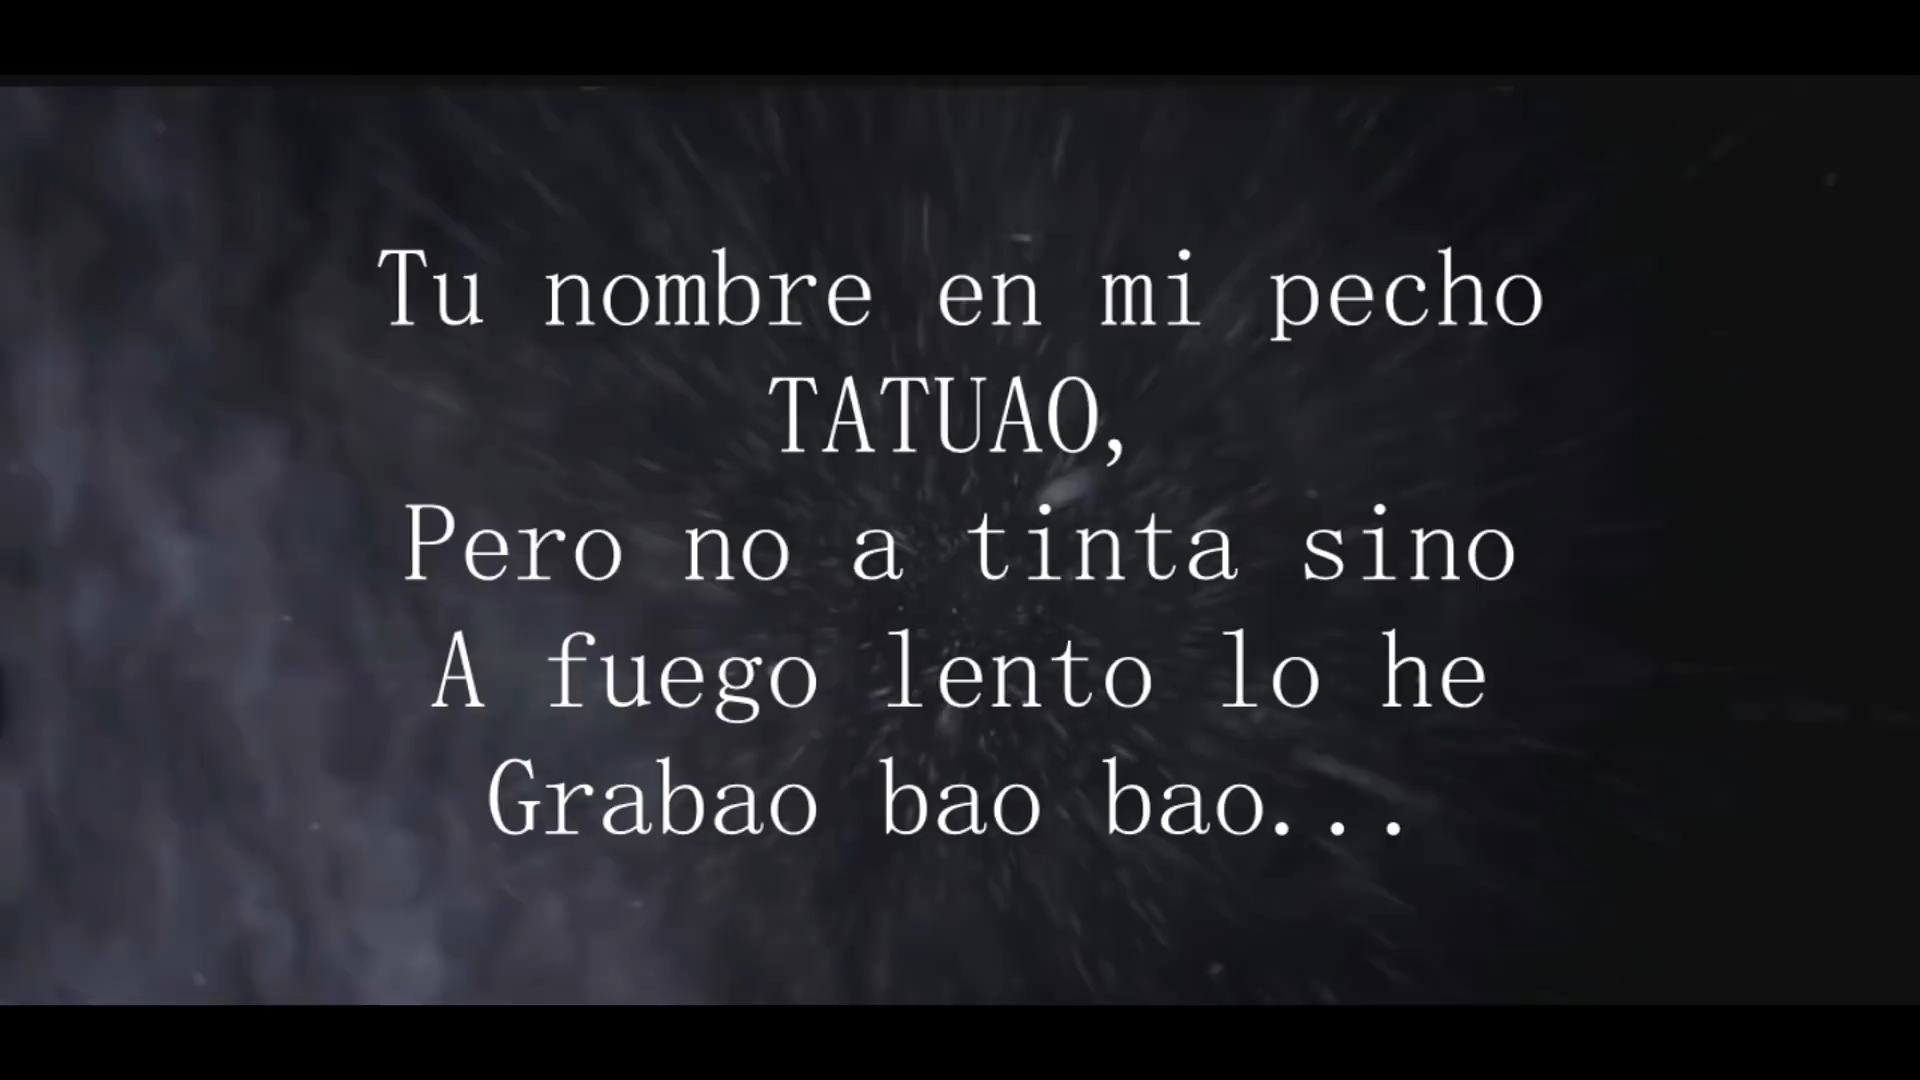 Tu nombre en mi pecho
TATUAO,
Pero no a tinta sino
A fuego lento lo he
Grabao bao bao...